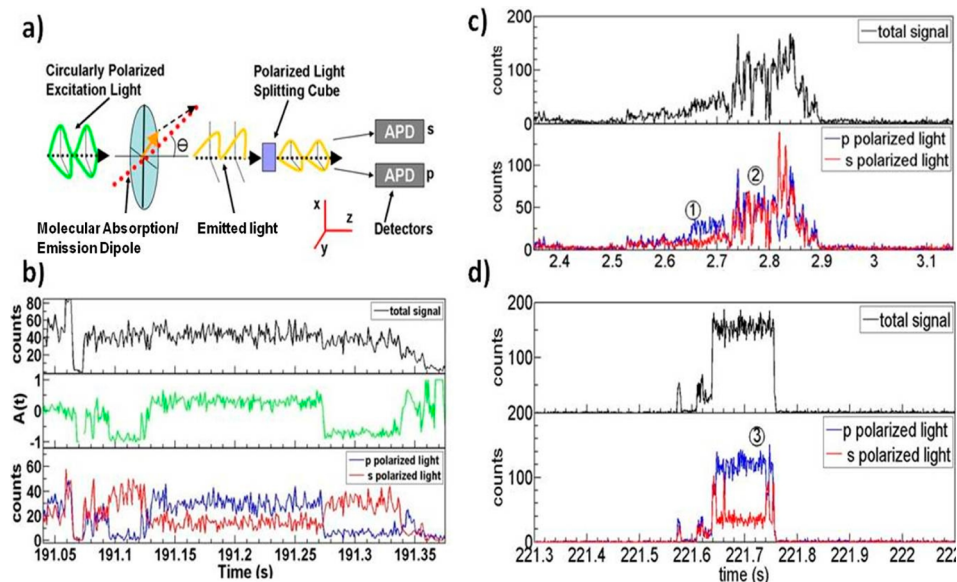 a)
Circularly Polarized
Excitation Light
Polarized Light
Splitting Cube
APD
s
Θ
APD
p
Molecular Absorption/
Emission Dipole
Emitted light
x
z
y
Detectors
b)
counts
80
60
40
20
0
total signal
A(t)
1
0
-1
counts
60
40
20
0
p polarized light
s polarized light
191.05
191.1
191.15
191.2
191.25
191.3
191.35
Time (s)
c)
counts
200
100
0
total signal
counts
150
100
50
0
p polarized light
s polarized light
1
2
2.4
2.5
2.6
2.7
2.8
2.9
3
3.1
d)
counts
200
100
total signal
counts
200
100
0
p polarized light
s polarized light
3
221.3
221.4
221.5
221.6
221.7
221.8
221.9
222
222
time (s)